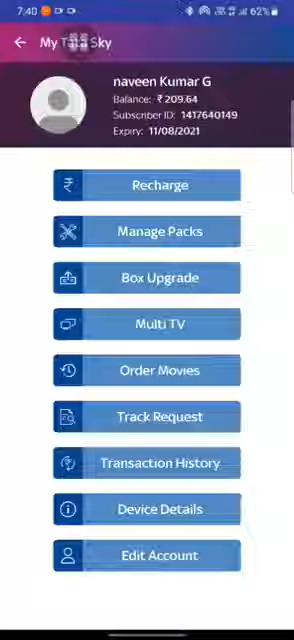 7:40
62%
My Tata Sky
naveen Kumar G
Balance: ₹ 209.64
Subscriber ID: 1417640149
Expiry: 11/08/2021
Recharge
Manage Packs
Box Upgrade
Multi TV
Order Movies
Track Request
Transaction History
Device Details
Edit Account